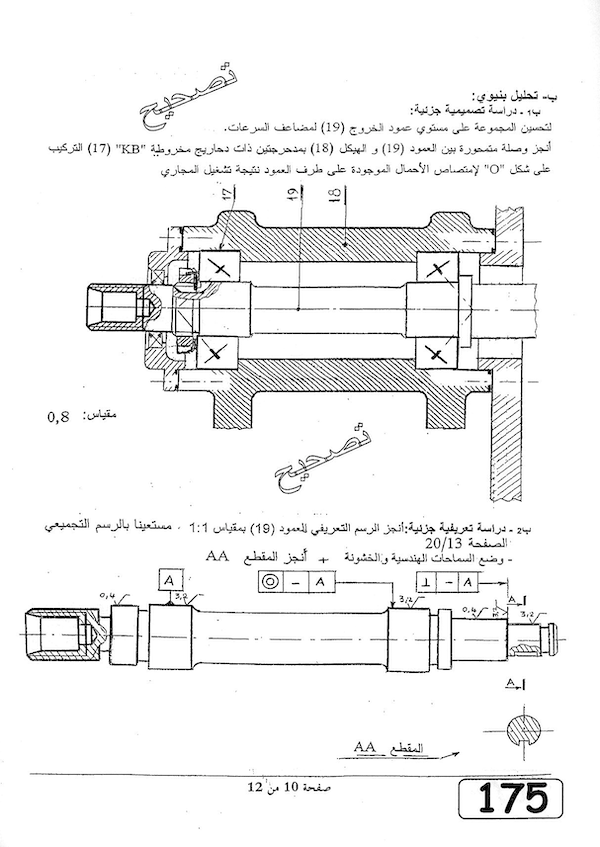 تصحيح
ب- تحليل بنيوي:
ب1 - دراسة تصميمية جزئية:
لتحسين المجموعة على مستوي عمود الخروج (19) لمضاعف السرعات.
أنجز وصلة متمحورة بين العمود (19) و الهيكل (18) بمدحرجتين ذات دحاريج مخروطية "KB" (17) التركيب
على شكل "O" لإمتصاص الأحمال الموجودة على طرف العمود نتيجة تشغيل المجاري
17 19 18
مقياس: 0,8
تصحيح
ب2 - دراسة تعريفية جزئية:أنجز الرسم التعريفي للعمود (19) بمقياس 1:1 ، مستعينا بالرسم التجميعي
الصفحة 20/13
- وضع السماحات الهندسية والخشونة + أنجز المقطع AA
A
◎ – A
⊥ – A
0,4 3,2 3,2 0,4 3,2 3,2
A
A
المقطع AA
صفحة 10 من 12
175